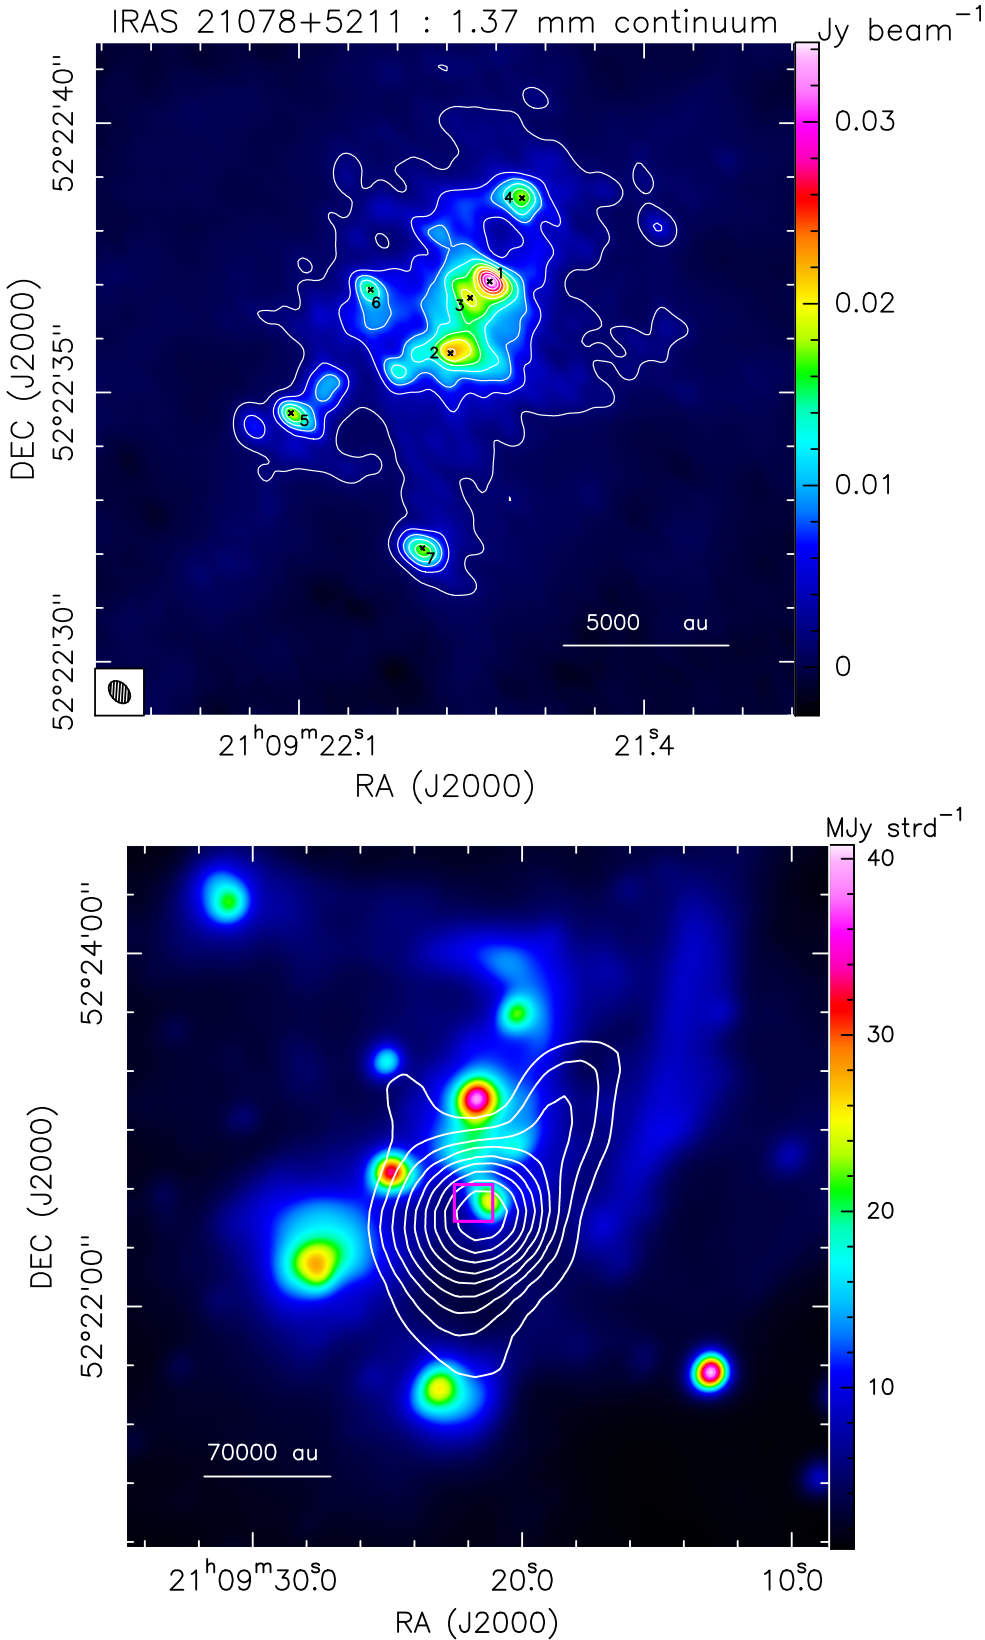 IRAS 21078+5211 : 1.37 mm continuum
Jy beam⁻¹
52°22'40"
52°22'35"
52°22'30"
DEC (J2000)
4
1
3
6
2
5
7
5000 au
0.03
0.02
0.01
0
21ʰ09ᵐ22ˢ.1
21ˢ.4
RA (J2000)
MJy strd⁻¹
52°24'00"
52°22'00"
DEC (J2000)
70000 au
40
30
20
10
21ʰ09ᵐ30ˢ.0
20ˢ.0
10ˢ.0
RA (J2000)